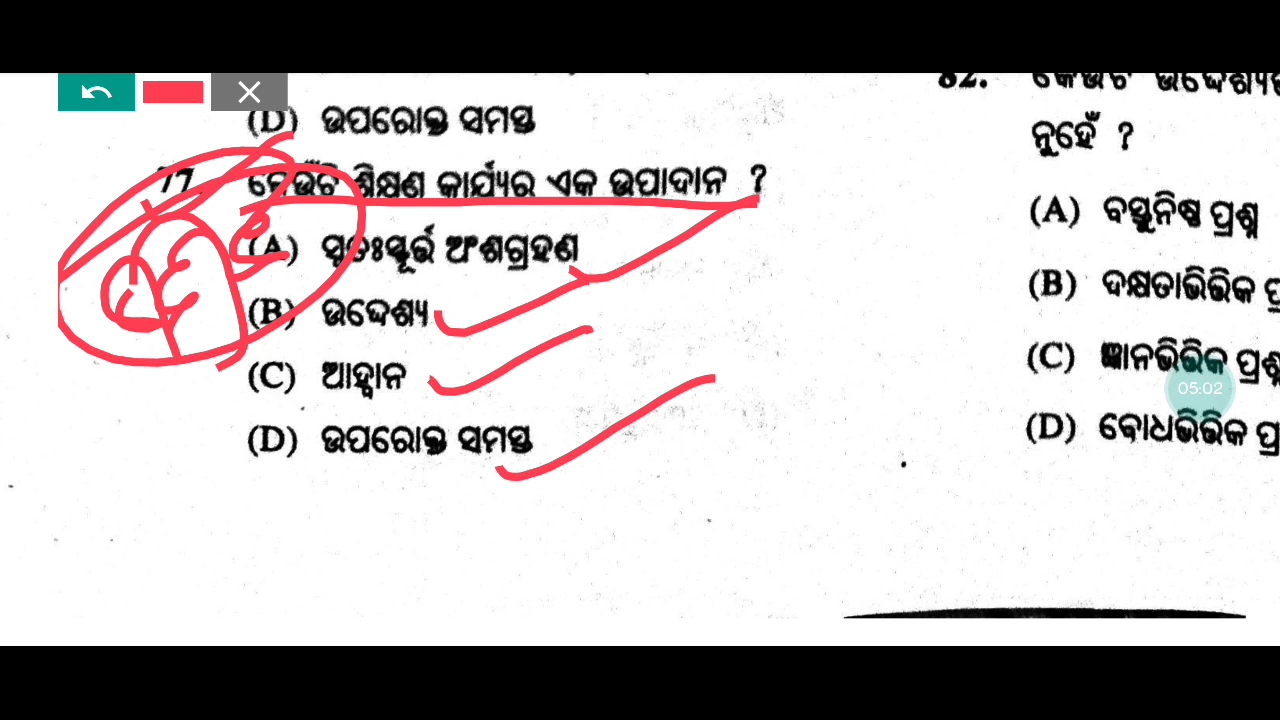 (D) ଉପରୋକ୍ତ ସମସ୍ତ
77. କେଉଁଟି ଶିକ୍ଷଣ କାର୍ଯ୍ୟର ଏକ ଉପାଦାନ ?
(A) ସ୍ୱତଃସ୍ଫୂର୍ତ୍ତ ଅଂଶଗ୍ରହଣ
(B) ଉଦ୍ଦେଶ୍ୟ
(C) ଆହ୍ୱାନ
(D) ଉପରୋକ୍ତ ସମସ୍ତ
82. କେଉଁଟି
ନୁହେଁ ?
(A) ବସ୍ତୁନିଷ୍ଠ ପ୍ରଶ୍ନ
(B) ଦକ୍ଷତାଭିତ୍ତିକ
(C) ଜ୍ଞାନଭିତ୍ତିକ ପ୍ରଶ୍ନ
(D) ବୋଧଭିତ୍ତିକ
05:02